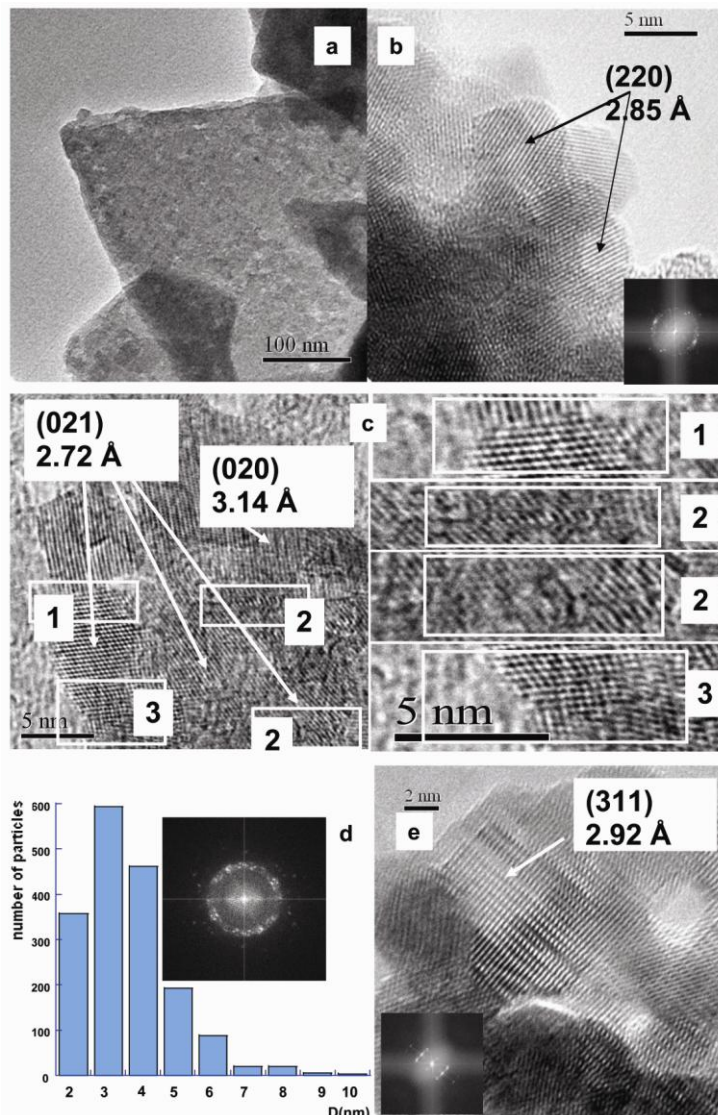 a
100 nm
b
5 nm
(220)
2.85 Å
c
(021)
2.72 Å
(020)
3.14 Å
1
2
3
2
5 nm
1
2
2
3
5 nm
d
number of particles
600
500
400
300
200
100
0
2 3 4 5 6 7 8 9 10
D(nm)
e
2 nm
(311)
2.92 Å